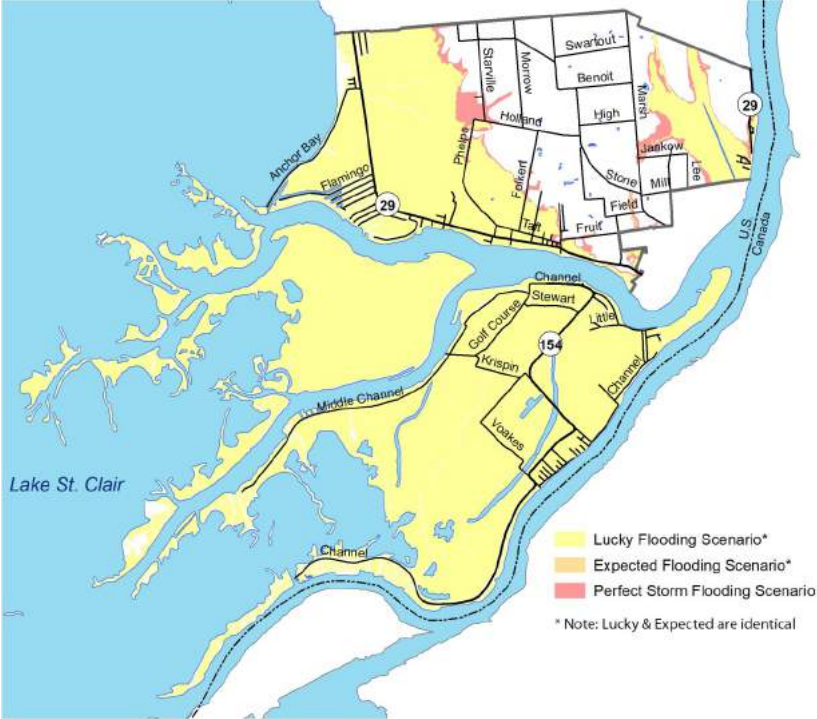 Swanout
Starville
Morrow
Benoit
Marsh
29
High
Holland
Anchor Bay
Phelps
Jankow
Flamingo
Folkert
Stone
Mill
Lee
29
Field
Taft
Fruit
U.S.
Canada
Channel
Stewart
Golf Course
Little
154
Krispin
Channel
Middle Channel
Voakes
Lake St. Clair
Channel
Lucky Flooding Scenario*
Expected Flooding Scenario*
Perfect Storm Flooding Scenario
* Note: Lucky & Expected are identical